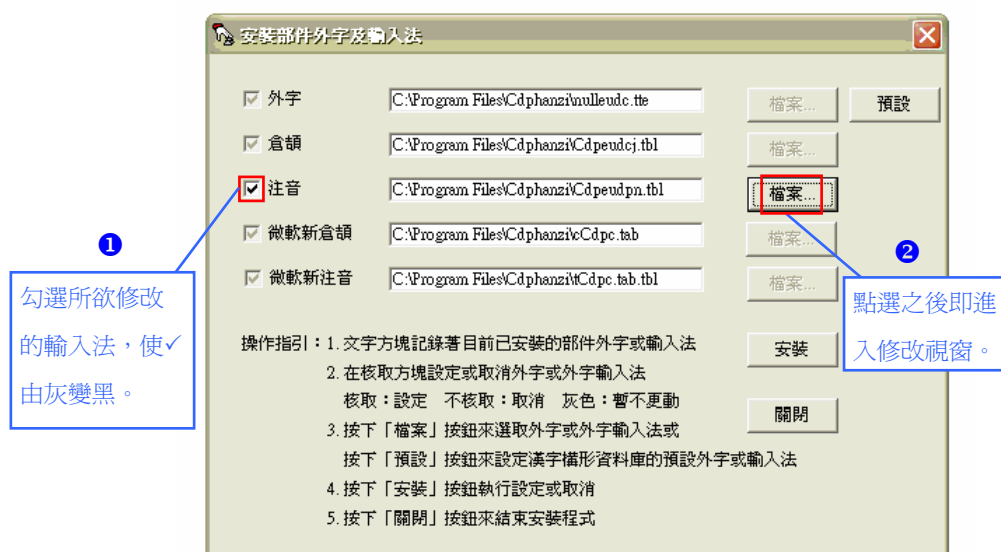 安裝部件外字及輸入法
外字 C:\Program Files\Cdphanzi\nulleudc.tte 檔案... 預設
倉頡 C:\Program Files\Cdphanzi\Cdpeudcj.tbl 檔案...
注音 C:\Program Files\Cdphanzi\Cdpeudpn.tbl 檔案...
微軟新倉頡 C:\Program Files\Cdphanzi\cCdpc.tab 檔案...
微軟新注音 C:\Program Files\Cdphanzi\tCdpc.tab.tbl 檔案...
❶
勾選所欲修改
的輸入法，使✓
由灰變黑。
❷
點選之後即進
入修改視窗。
操作指引：1.文字方塊記錄著目前已安裝的部件外字或輸入法
2.在核取方塊設定或取消外字或外字輸入法
核取：設定 不核取：取消 灰色：暫不更動
3.按下「檔案」按鈕來選取外字或外字輸入法或
按下「預設」按鈕來設定漢字構形資料庫的預設外字或輸入法
4.按下「安裝」按鈕執行設定或取消
5.按下「關閉」按鈕來結束安裝程式
安裝
關閉